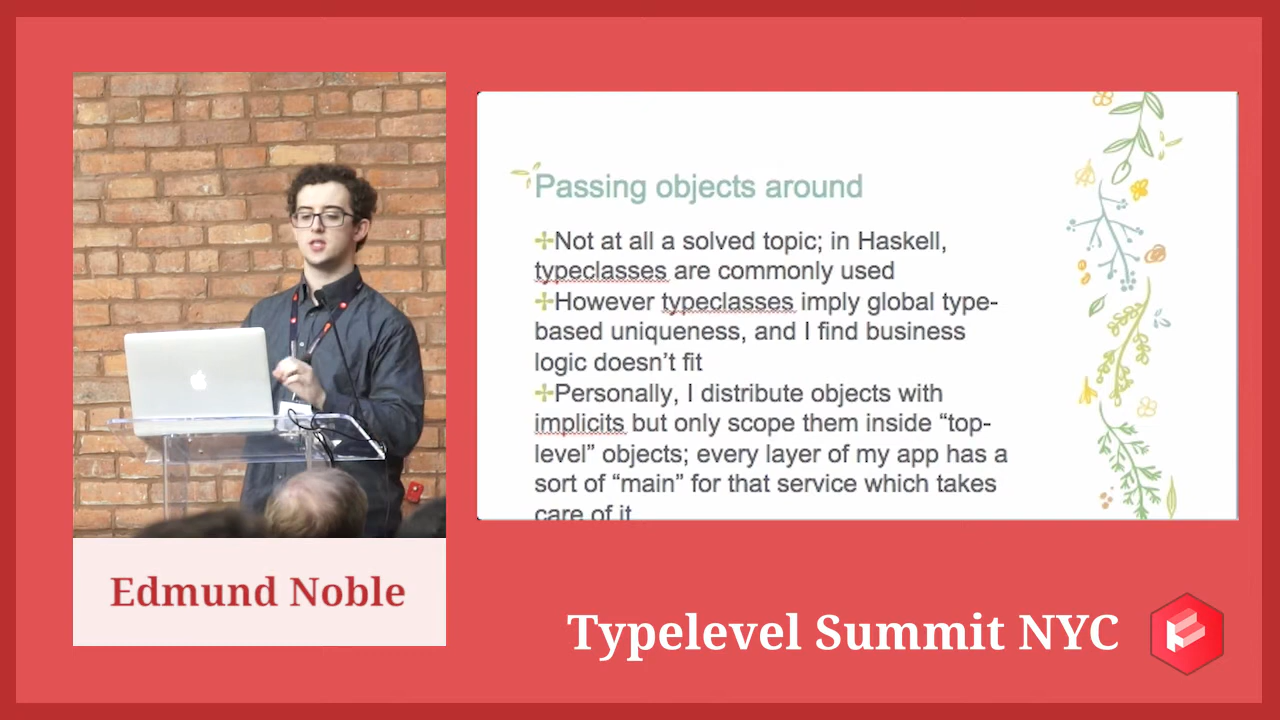 Passing objects around
✢Not at all a solved topic; in Haskell,
typeclasses are commonly used
✢However typeclasses imply global type-
based uniqueness, and I find business
logic doesn’t fit
✢Personally, I distribute objects with
implicits but only scope them inside “top-
level” objects; every layer of my app has a
sort of “main” for that service which takes
care of it
Edmund Noble
Typelevel Summit NYC